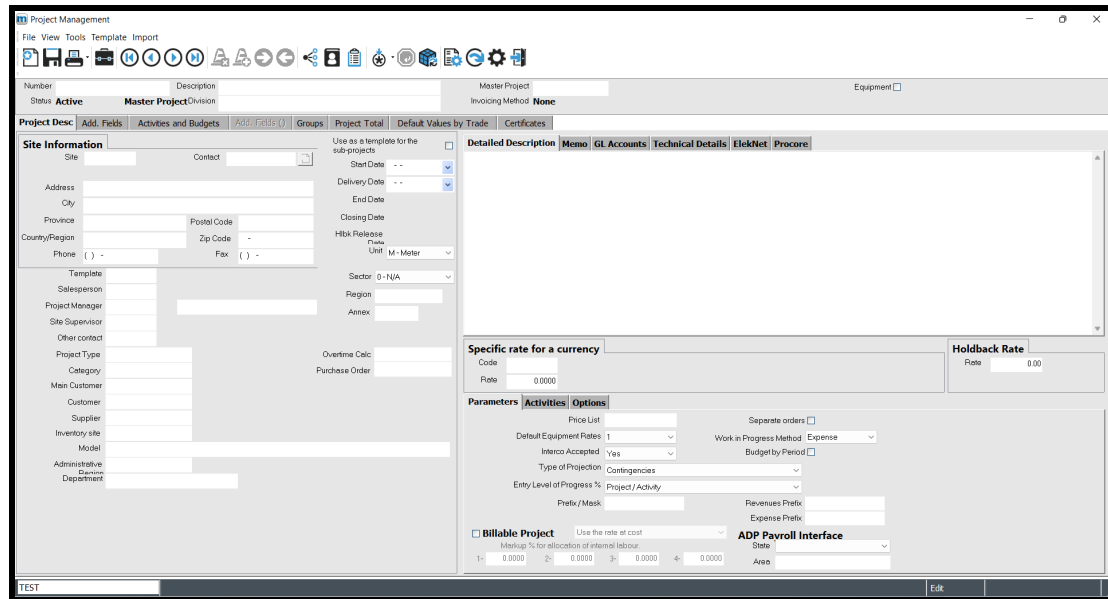 m Project Management
File View Tools Template Import
Number Description Master Project Equipment
Status Active Master Project Division Invoicing Method None
Project Desc Add. Fields Activities and Budgets Add. Fields () Groups Project Total Default Values by Trade Certificates
Site Information
Site Contact
Address
City
Province Postal Code
Country/Region Zip Code -
Phone ( ) - Fax ( ) -
Template
Salesperson
Project Manager
Site Supervisor
Other contact
Project Type
Category
Main Customer
Customer
Supplier
Inventory site
Model
Administrative
Region
Department
Use as a template for the
sub-projects
Start Date - -
Delivery Date - -
End Date
Closing Date
Hlbk Release
Date
Unit M - Meter
Sector 0 - N/A
Region
Annex
Overtime Calc
Purchase Order
Detailed Description Memo GL Accounts Technical Details ElekNet Procore
Specific rate for a currency
Code
Rate 0.0000
Holdback Rate
Rate 0.00
Parameters Activities Options
Price List Separate orders
Default Equipment Rates 1 Work in Progress Method Expense
Interco Accepted Yes Budget by Period
Type of Projection Contingencies
Entry Level of Progress % Project / Activity
Prefix / Mask Revenues Prefix
Expense Prefix
Billable Project Use the rate at cost
Markup % for allocation of internal labour.
1- 0.0000 2- 0.0000 3- 0.0000 4- 0.0000
ADP Payroll Interface
State
Area
TEST Edit